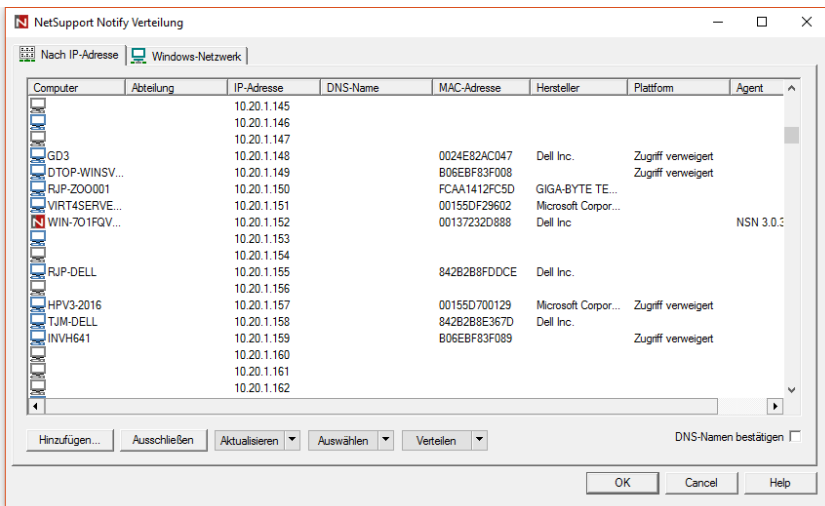 NetSupport Notify Verteilung
Nach IP-Adresse Windows-Netzwerk
Computer Abteilung IP-Adresse DNS-Name MAC-Adresse Hersteller Plattform Agent
10.20.1.145
10.20.1.146
10.20.1.147
GD3 10.20.1.148 0024E82AC047 Dell Inc. Zugriff verweigert
DTOP-WINSV... 10.20.1.149 B06EBF83F008 Zugriff verweigert
RJP-ZOO001 10.20.1.150 FCAA1412FC5D GIGA-BYTE TE...
VIRT4SERVE... 10.20.1.151 00155DF29602 Microsoft Corpor...
WIN-7O1FQV... 10.20.1.152 00137232D888 Dell Inc NSN 3.0.3
10.20.1.153
10.20.1.154
RJP-DELL 10.20.1.155 842B2B8FDDCE Dell Inc.
10.20.1.156
HPV3-2016 10.20.1.157 00155D700129 Microsoft Corpor... Zugriff verweigert
TJM-DELL 10.20.1.158 842B2B8E367D Dell Inc.
INVH641 10.20.1.159 B06EBF83F089 Zugriff verweigert
10.20.1.160
10.20.1.161
10.20.1.162
Hinzufügen... Ausschließen Aktualisieren Auswählen Verteilen DNS-Namen bestätigen
OK Cancel Help